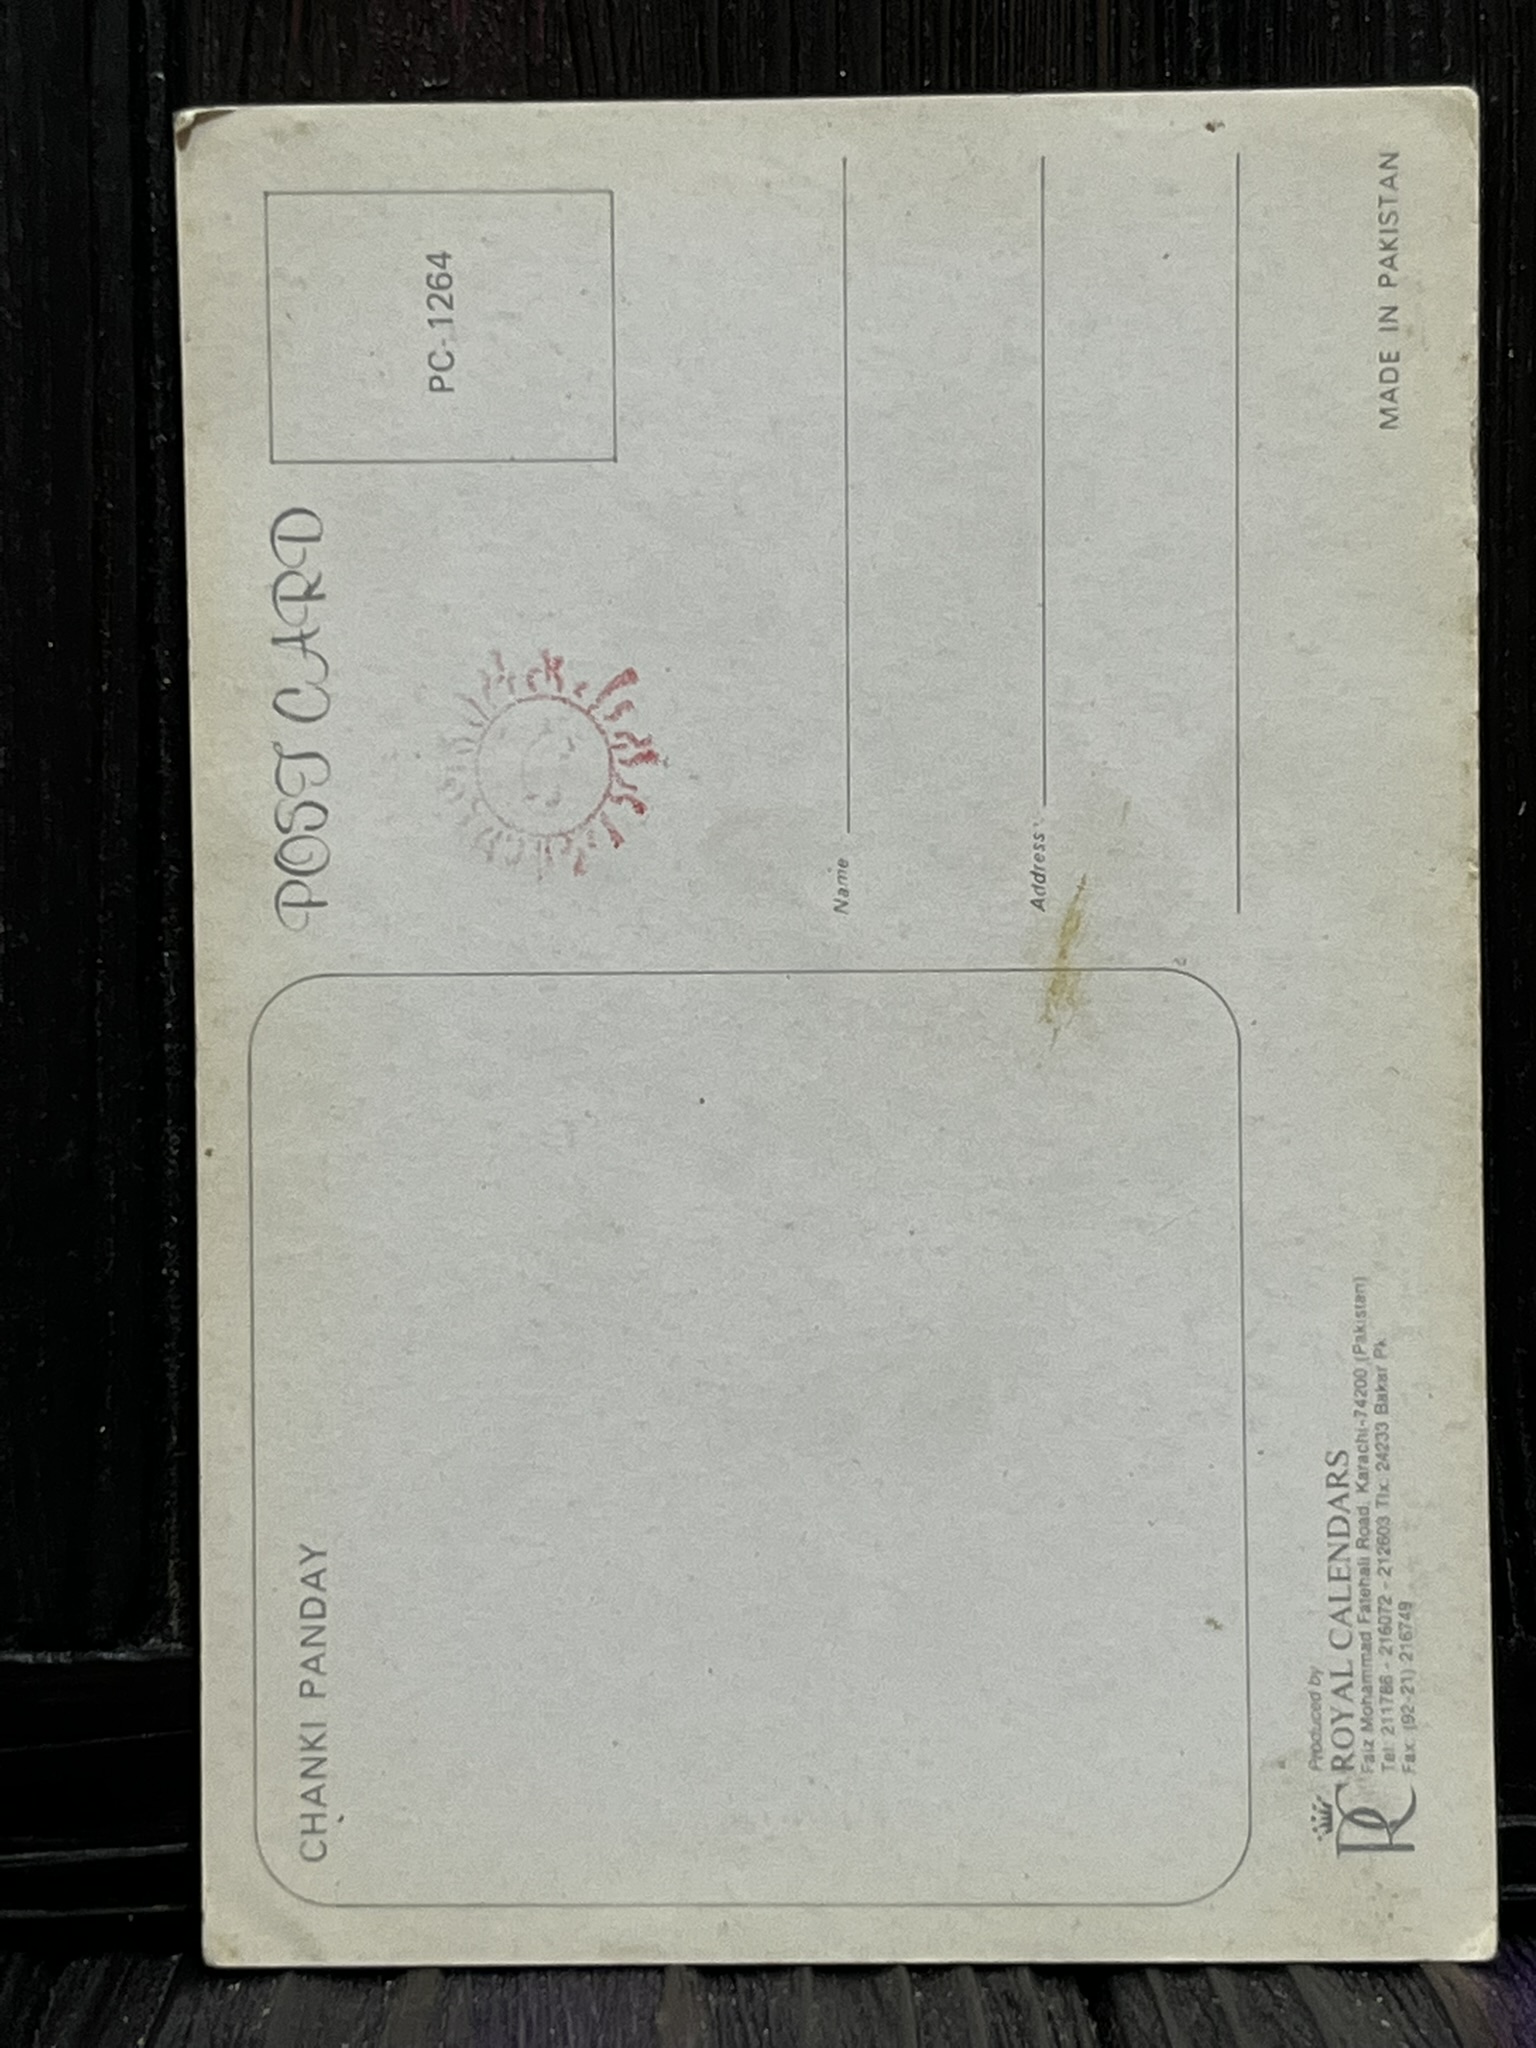 CHANKI PANDAY
POST CARD
PC-1264
Name
Address
Produced by
RC
ROYAL CALENDARS
Faiz Mohammad Fatehali Road, Karachi-74200 (Pakistan)
Tel: 211786 - 216072 - 212603 Tlx: 24233 Bakar Pk
Fax: (92-21) 216749
MADE IN PAKISTAN